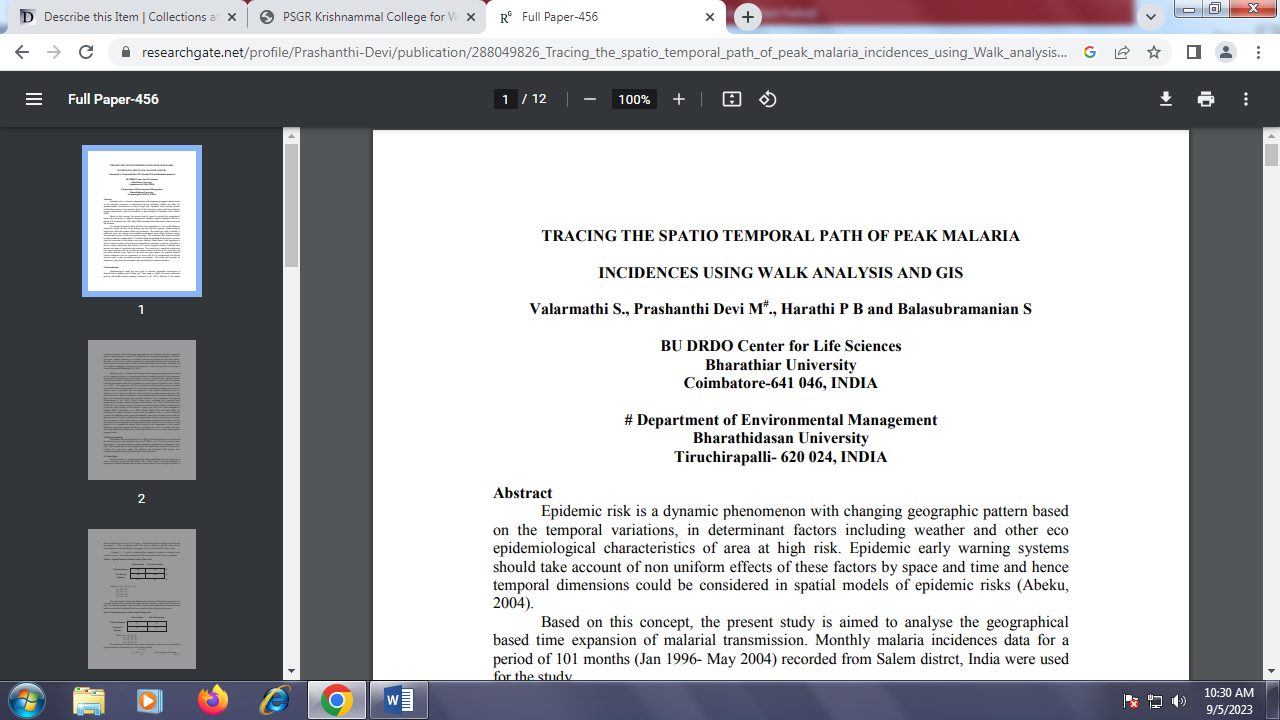 Describe this Item | Collections at
PSGR Krishnammal College for W
Full Paper-456
researchgate.net/profile/Prashanthi-Devi/publication/288049826_Tracing_the_spatio_temporal_path_of_peak_malaria_incidences_using_Walk_analysis...
Full Paper-456
1 / 12
100%
1
2
TRACING THE SPATIO TEMPORAL PATH OF PEAK MALARIA
INCIDENCES USING WALK ANALYSIS AND GIS
Valarmathi S., Prashanthi Devi M#., Harathi P B and Balasubramanian S
BU DRDO Center for Life Sciences
Bharathiar University
Coimbatore-641 046, INDIA
# Department of Environmental Management
Bharathidasan University
Tiruchirapalli- 620 024, INDIA
Abstract
Epidemic risk is a dynamic phenomenon with changing geographic pattern based
on the temporal variations, in determinant factors including weather and other eco
epidemiological characteristics of area at high risk. Epidemic early warning systems
should take account of non uniform effects of these factors by space and time and hence
temporal dimensions could be considered in spatial models of epidemic risks (Abeku,
2004).
Based on this concept, the present study is aimed to analyse the geographical
based time expansion of malarial transmission. Monthly malaria incidences data for a
period of 101 months (Jan 1996- May 2004) recorded from Salem distrct, India were used
for the study.
10:30 AM
9/5/2023